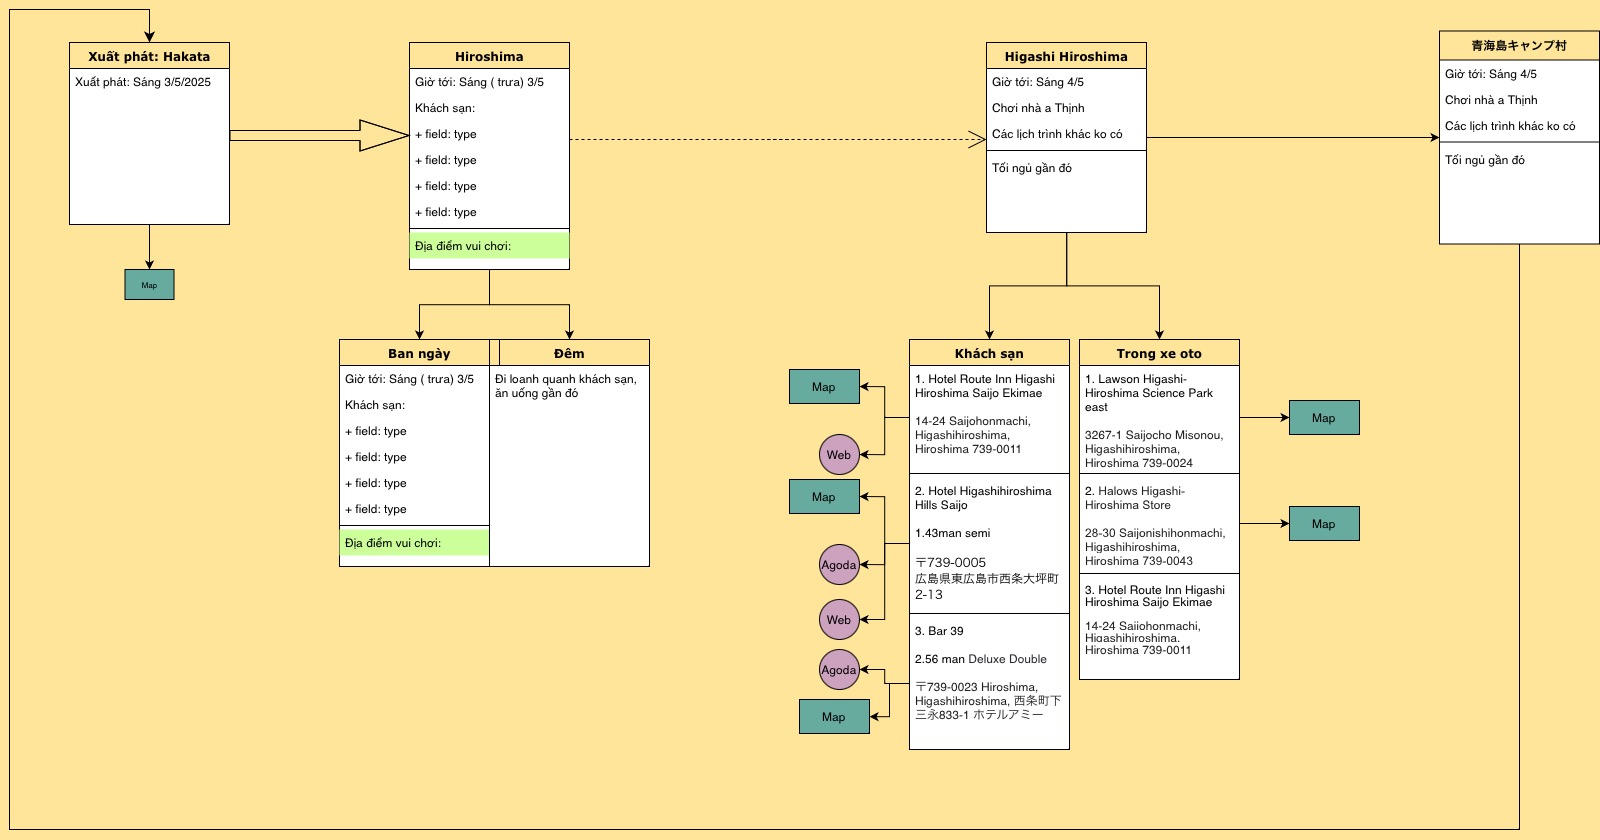 Xuất phát: Hakata
Xuất phát: Sáng 3/5/2025
Map
Hiroshima
Giờ tới: Sáng ( trưa) 3/5
Khách sạn:
+ field: type
+ field: type
+ field: type
+ field: type
Địa điểm vui chơi:
Ban ngày
Giờ tới: Sáng ( trưa) 3/5
Khách sạn:
+ field: type
+ field: type
+ field: type
+ field: type
Địa điểm vui chơi:
Đêm
Đi loanh quanh khách sạn,
ăn uống gần đó
Higashi Hiroshima
Giờ tới: Sáng 4/5
Chơi nhà a Thịnh
Các lịch trình khác ko có
Tối ngủ gần đó
Khách sạn
1. Hotel Route Inn Higashi
Hiroshima Saijo Ekimae
14-24 Saijohonmachi,
Higashihiroshima,
Hiroshima 739-0011
Map
Web
2. Hotel Higashihiroshima
Hills Saijo
1.43man semi
〒739-0005
広島県東広島市西条大坪町
2-13
Map
Agoda
Web
3. Bar 39
2.56 man Deluxe Double
〒739-0023 Hiroshima,
Higashihiroshima, 西条町下
三永833-1 ホテルアミー
Agoda
Map
Trong xe oto
1. Lawson Higashi-
Hiroshima Science Park
east
3267-1 Saijocho Misonou,
Higashihiroshima,
Hiroshima 739-0024
Map
2. Halows Higashi-
Hiroshima Store
28-30 Saijonishihonmachi,
Higashihiroshima,
Hiroshima 739-0043
Map
3. Hotel Route Inn Higashi
Hiroshima Saijo Ekimae
14-24 Saijohonmachi,
Higashihiroshima,
Hiroshima 739-0011
青海島キャンプ村
Giờ tới: Sáng 4/5
Chơi nhà a Thịnh
Các lịch trình khác ko có
Tối ngủ gần đó